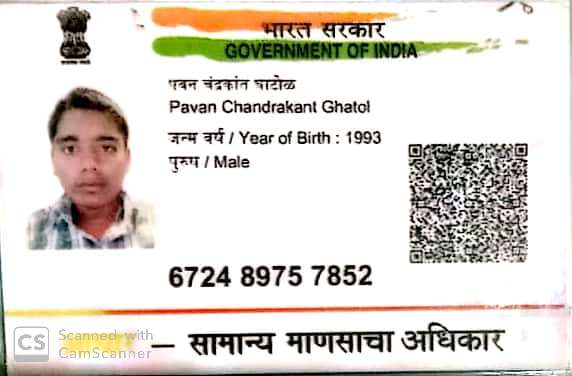 भारत सरकार
GOVERNMENT OF INDIA
पवन चंद्रकांत घाटोळ
Pavan Chandrakant Ghatol
जन्म वर्ष / Year of Birth : 1993
पुरुष / Male
6724 8975 7852
— सामान्य माणसाचा अधिकार
CS Scanned with
CamScanner